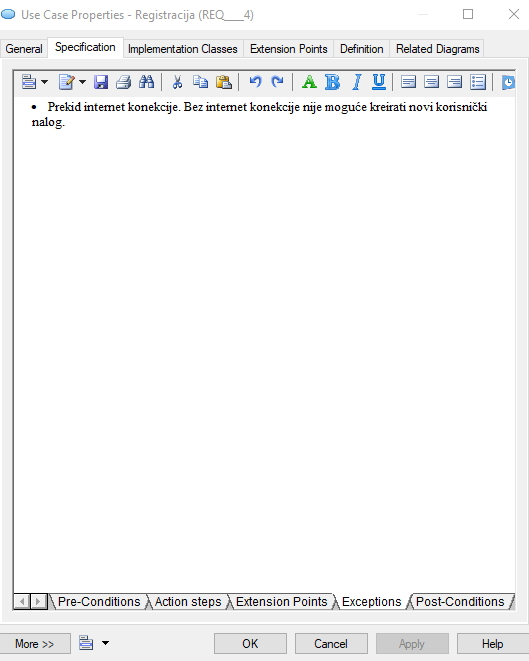 Use Case Properties - Registracija (REQ___4)
General Specification Implementation Classes Extension Points Definition Related Diagrams
A B I U
• Prekid internet konekcije. Bez internet konekcije nije moguće kreirati novi korisnički
nalog.
Pre-Conditions Action steps Extension Points Exceptions Post-Conditions
More >> OK Cancel Apply Help